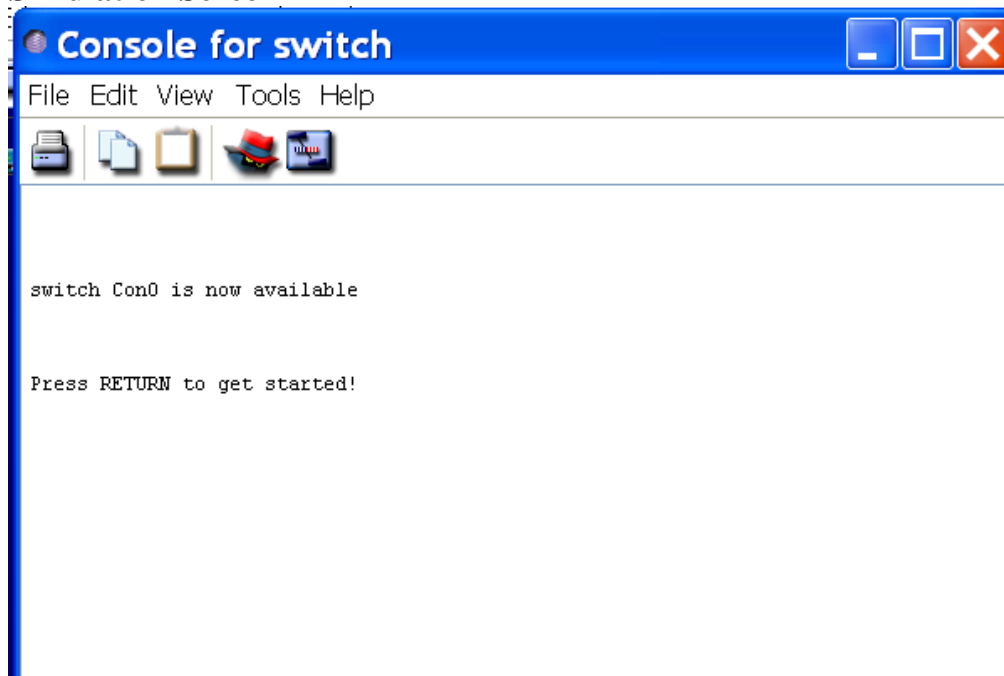 Console for switch
File Edit View Tools Help
switch Con0 is now available
Press RETURN to get started!